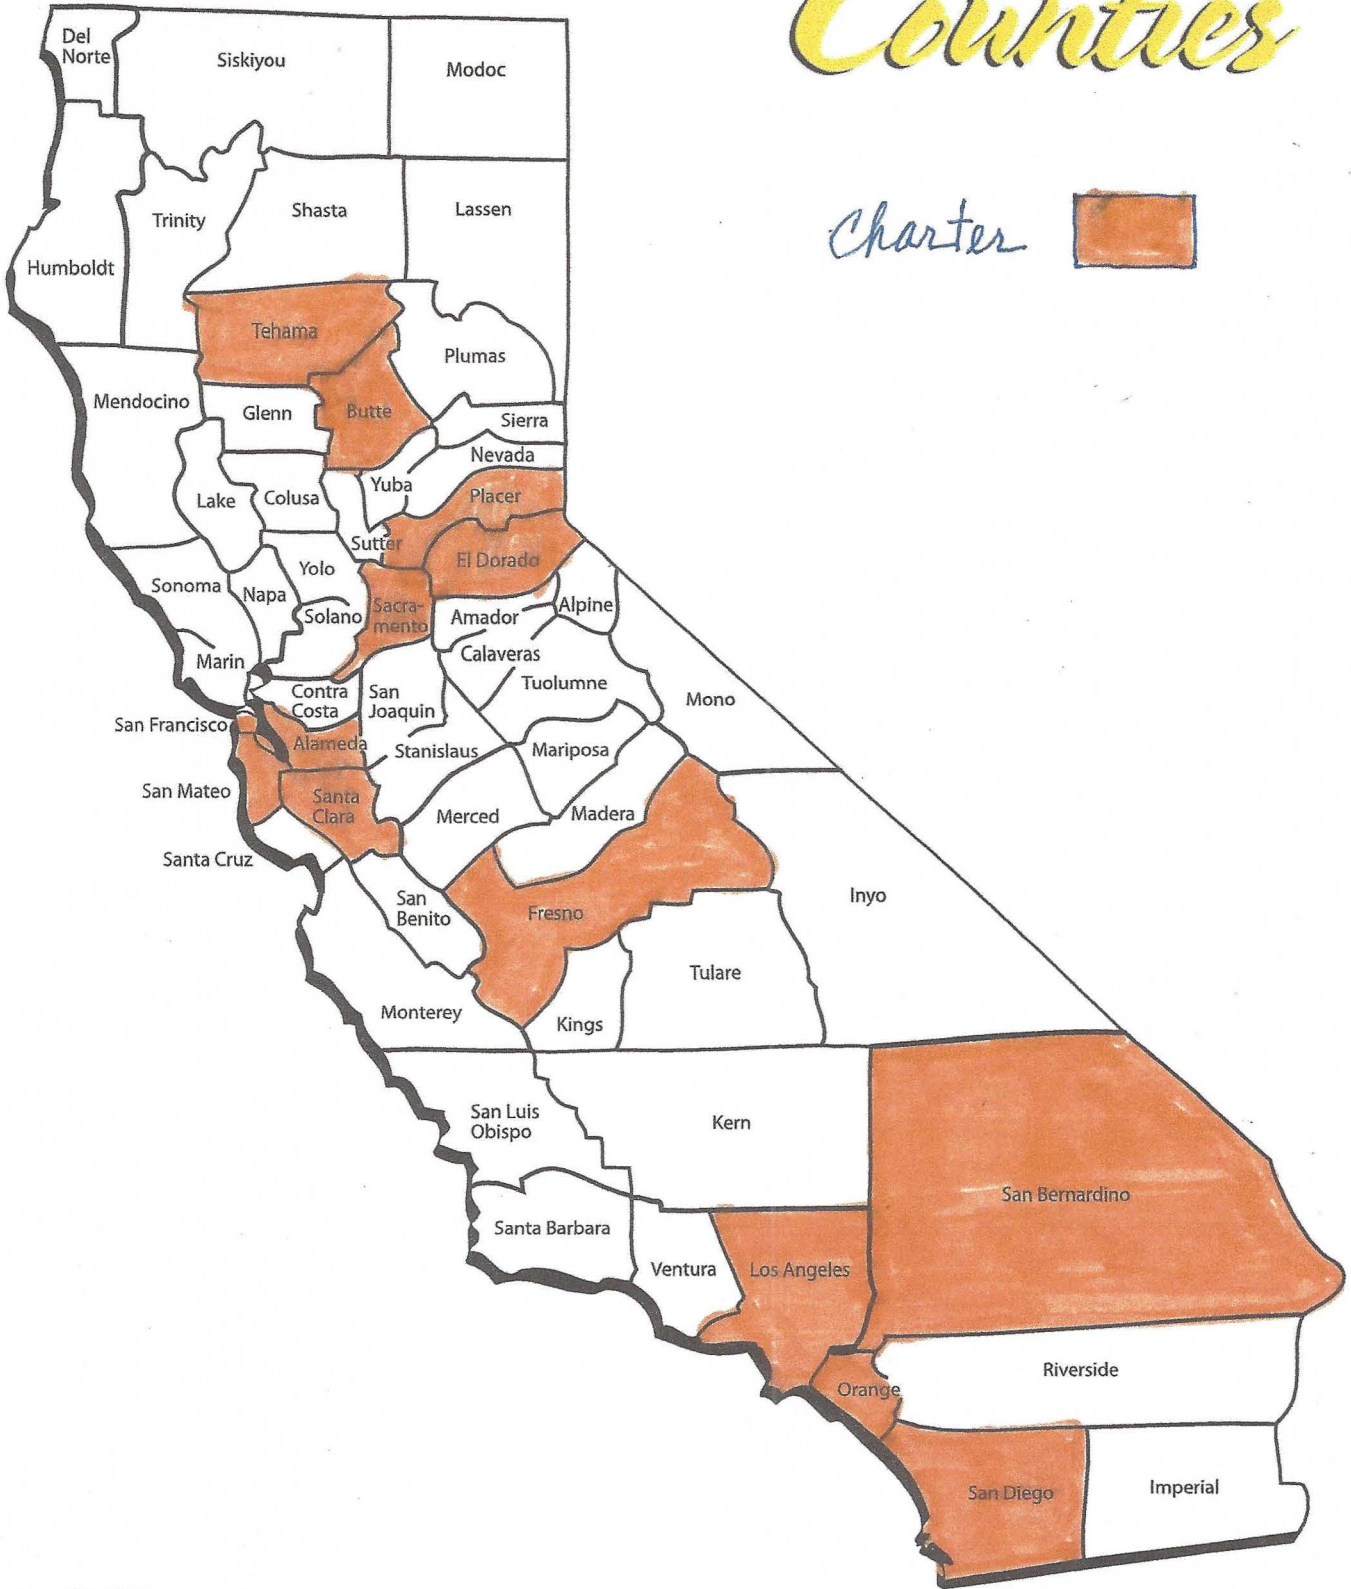 Counties
Del
Norte
Siskiyou
Modoc
Charter
Trinity
Shasta
Lassen
Humboldt
Tehama
Plumas
Mendocino
Glenn
Butte
Sierra
Nevada
Yuba
Placer
Lake
Colusa
Sutter
El Dorado
Yolo
Sonoma
Napa
Solano
Sacra-
mento
Amador
Alpine
Marin
Calaveras
Tuolumne
Contra
Costa
San
Joaquin
Mono
San Francisco
Alameda
Stanislaus
Mariposa
San Mateo
Santa
Clara
Merced
Madera
Santa Cruz
San
Benito
Fresno
Inyo
Tulare
Monterey
Kings
San Luis
Obispo
Kern
San Bernardino
Santa Barbara
Ventura
Los Angeles
Riverside
Orange
San Diego
Imperial